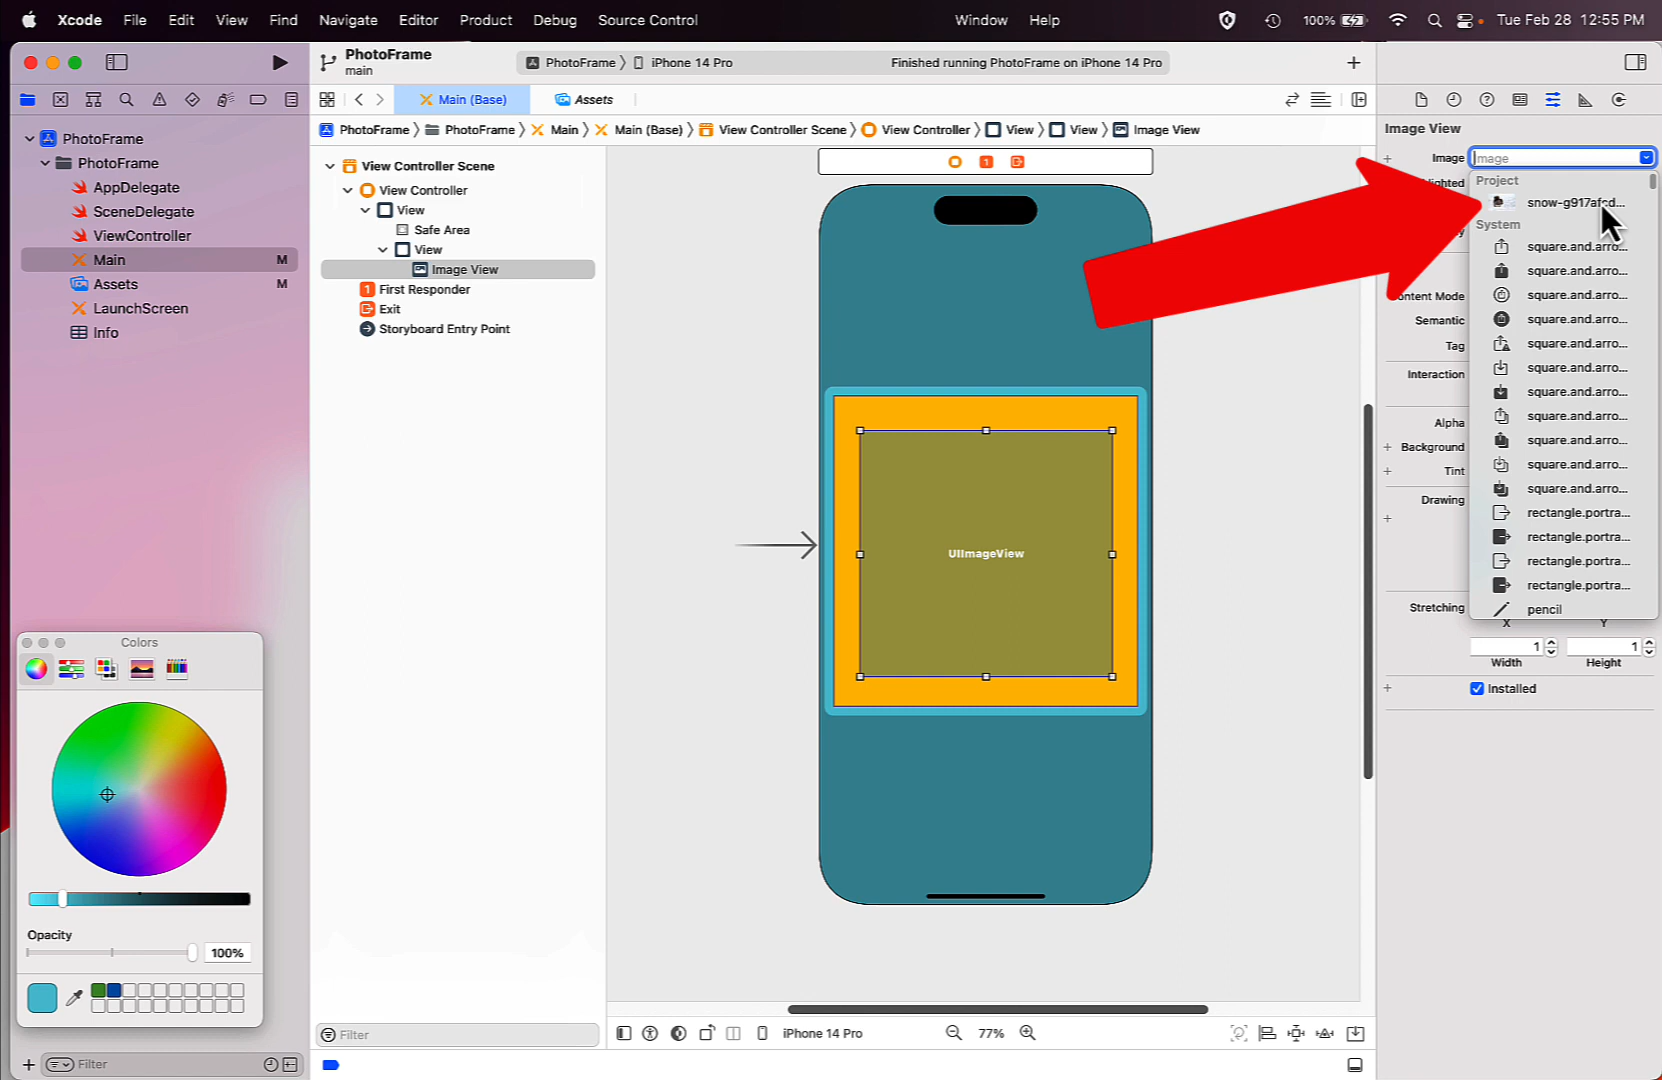 Xcode File Edit View Find Navigate Editor Product Debug Source Control Window Help 100% Tue Feb 28 12:55 PM
PhotoFrame
main
PhotoFrame iPhone 14 Pro Finished running PhotoFrame on iPhone 14 Pro
Main (Base) Assets
PhotoFrame PhotoFrame Main Main (Base) View Controller Scene View Controller View View Image View
PhotoFrame
PhotoFrame
AppDelegate
SceneDelegate
ViewController
Main M
Assets M
LaunchScreen
Info
View Controller Scene
View Controller
View
Safe Area
View
Image View
1 First Responder
Exit
Storyboard Entry Point
Filter
1
UIImageView
iPhone 14 Pro 77%
Image View
Image Image
Project
snow-g917afcd...
System
square.and.arro...
square.and.arro...
square.and.arro...
square.and.arro...
square.and.arro...
square.and.arro...
square.and.arro...
square.and.arro...
square.and.arro...
square.and.arro...
square.and.arro...
rectangle.portra...
rectangle.portra...
rectangle.portra...
rectangle.portra...
pencil
Semantic
Tag
Interaction
Alpha
Background
Tint
Drawing
Stretching
X Y
1 1
Width Height
Installed
Colors
Opacity
100%
Filter